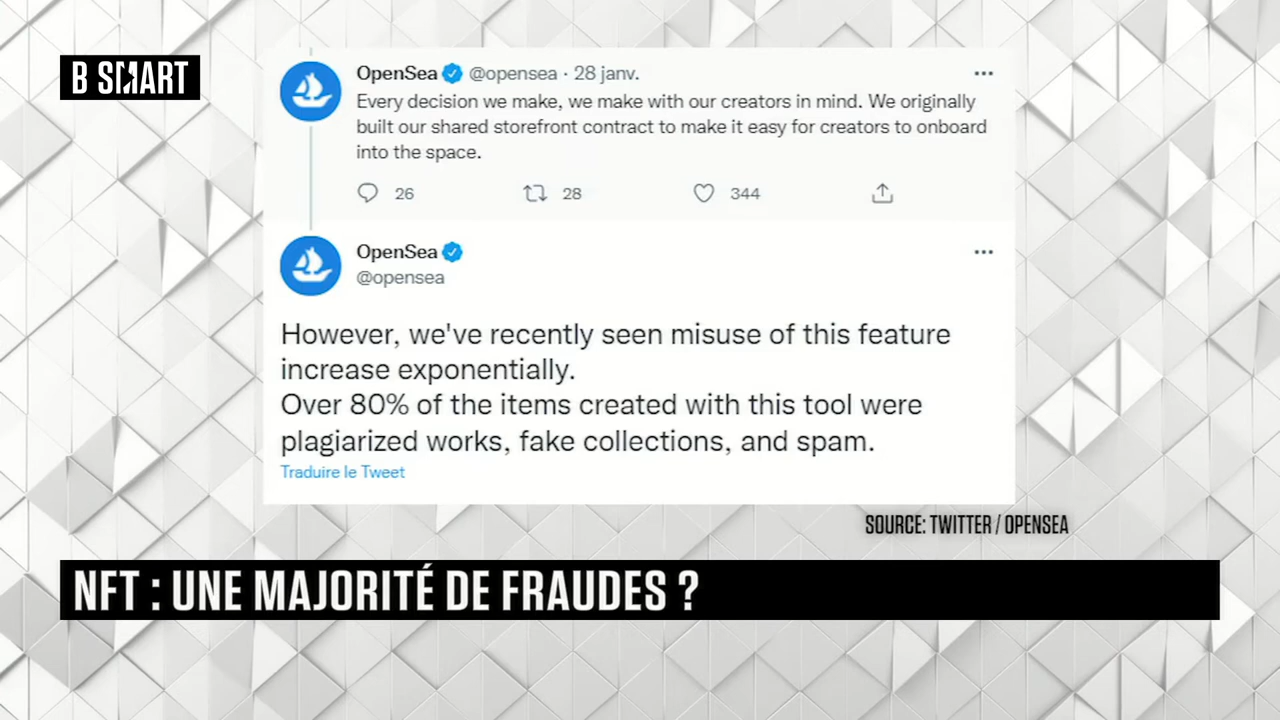 B SMART
OpenSea @opensea · 28 janv.
Every decision we make, we make with our creators in mind. We originally
built our shared storefront contract to make it easy for creators to onboard
into the space.
26 28 344
OpenSea
@opensea
However, we've recently seen misuse of this feature
increase exponentially.
Over 80% of the items created with this tool were
plagiarized works, fake collections, and spam.
Traduire le Tweet
SOURCE: TWITTER / OPENSEA
NFT : UNE MAJORITÉ DE FRAUDES ?